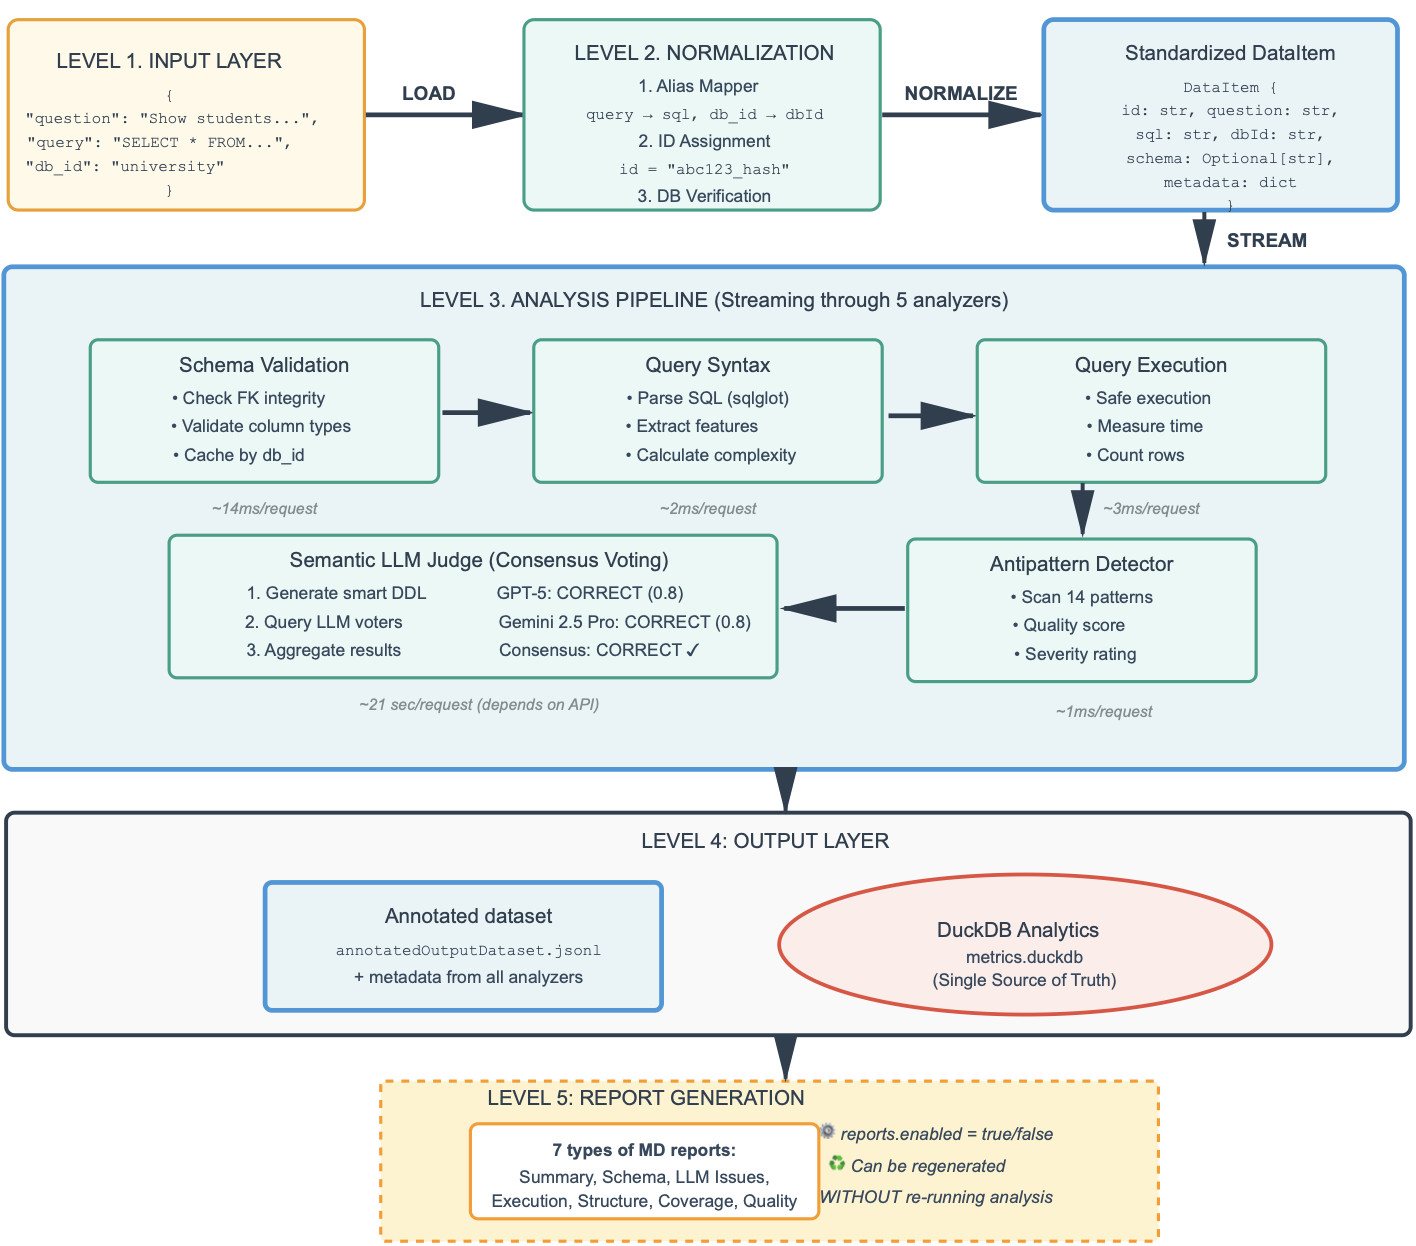 LEVEL 1. INPUT LAYER
{
"question": "Show students...",
"query": "SELECT * FROM...",
"db_id": "university"
}
LOAD
LEVEL 2. NORMALIZATION
1. Alias Mapper
query → sql, db_id → dbId
2. ID Assignment
id = "abc123_hash"
3. DB Verification
NORMALIZE
Standardized DataItem
DataItem {
id: str, question: str,
sql: str, dbId: str,
schema: Optional[str],
metadata: dict
}
STREAM
LEVEL 3. ANALYSIS PIPELINE (Streaming through 5 analyzers)
Schema Validation
• Check FK integrity
• Validate column types
• Cache by db_id
~14ms/request
Query Syntax
• Parse SQL (sqlglot)
• Extract features
• Calculate complexity
~2ms/request
Query Execution
• Safe execution
• Measure time
• Count rows
~3ms/request
Semantic LLM Judge (Consensus Voting)
1. Generate smart DDL
2. Query LLM voters
3. Aggregate results
GPT-5: CORRECT (0.8)
Gemini 2.5 Pro: CORRECT (0.8)
Consensus: CORRECT ✓
~21 sec/request (depends on API)
Antipattern Detector
• Scan 14 patterns
• Quality score
• Severity rating
~1ms/request
LEVEL 4: OUTPUT LAYER
Annotated dataset
annotatedOutputDataset.jsonl
+ metadata from all analyzers
DuckDB Analytics
metrics.duckdb
(Single Source of Truth)
LEVEL 5: REPORT GENERATION
7 types of MD reports:
Summary, Schema, LLM Issues,
Execution, Structure, Coverage, Quality
⚙️ reports.enabled = true/false
♻️ Can be regenerated
WITHOUT re-running analysis